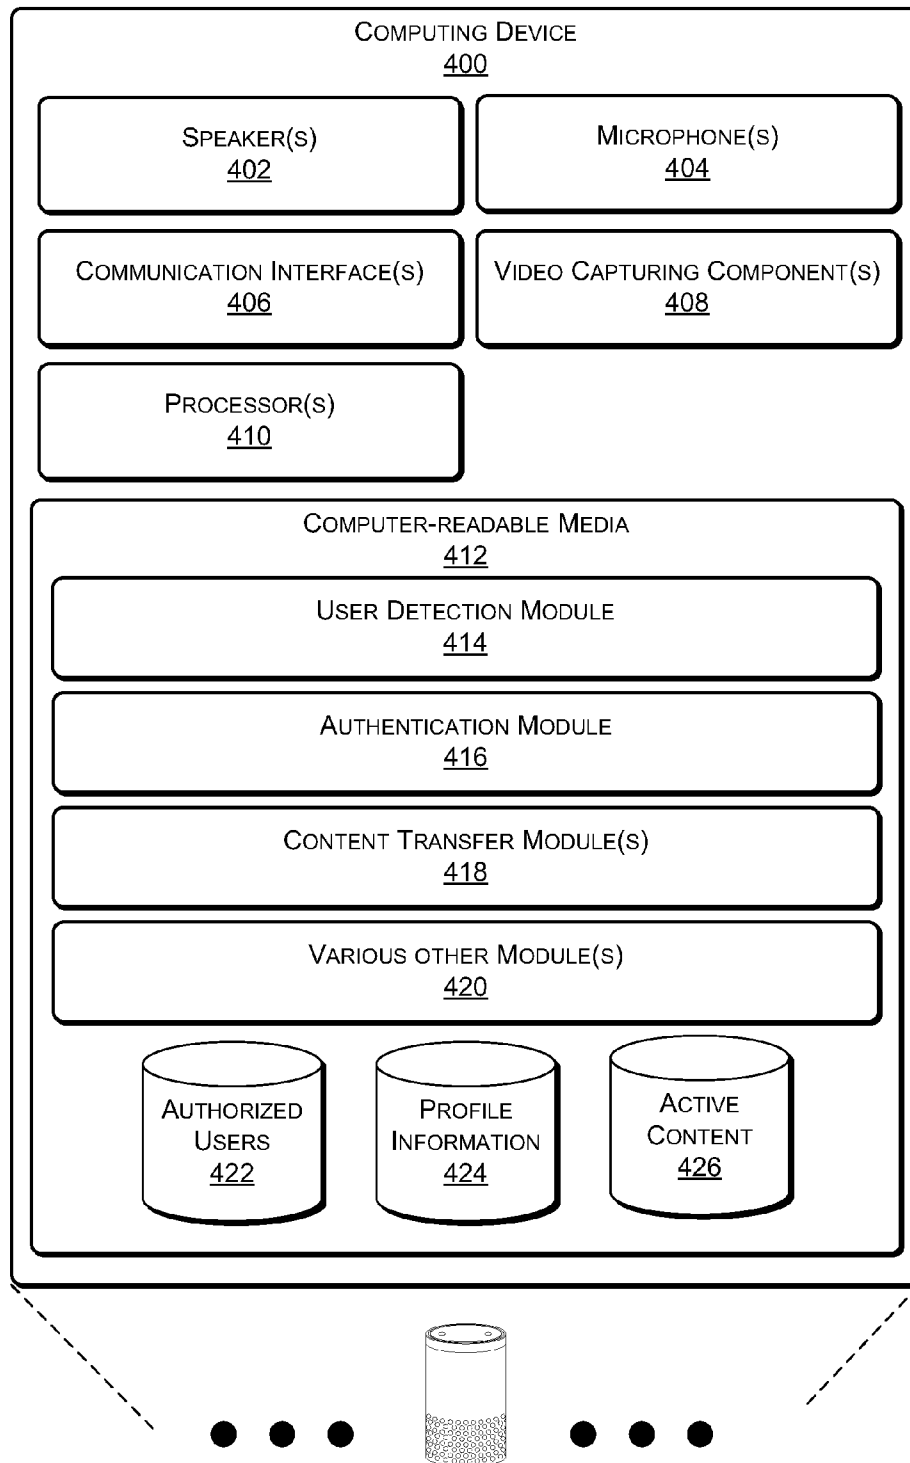 COMPUTING DEVICE
400
SPEAKER(S)
402
MICROPHONE(S)
404
COMMUNICATION INTERFACE(S)
406
VIDEO CAPTURING COMPONENT(S)
408
PROCESSOR(S)
410
COMPUTER-READABLE MEDIA
412
USER DETECTION MODULE
414
AUTHENTICATION MODULE
416
CONTENT TRANSFER MODULE(S)
418
VARIOUS OTHER MODULE(S)
420
AUTHORIZED
USERS
422
PROFILE
INFORMATION
424
ACTIVE
CONTENT
426